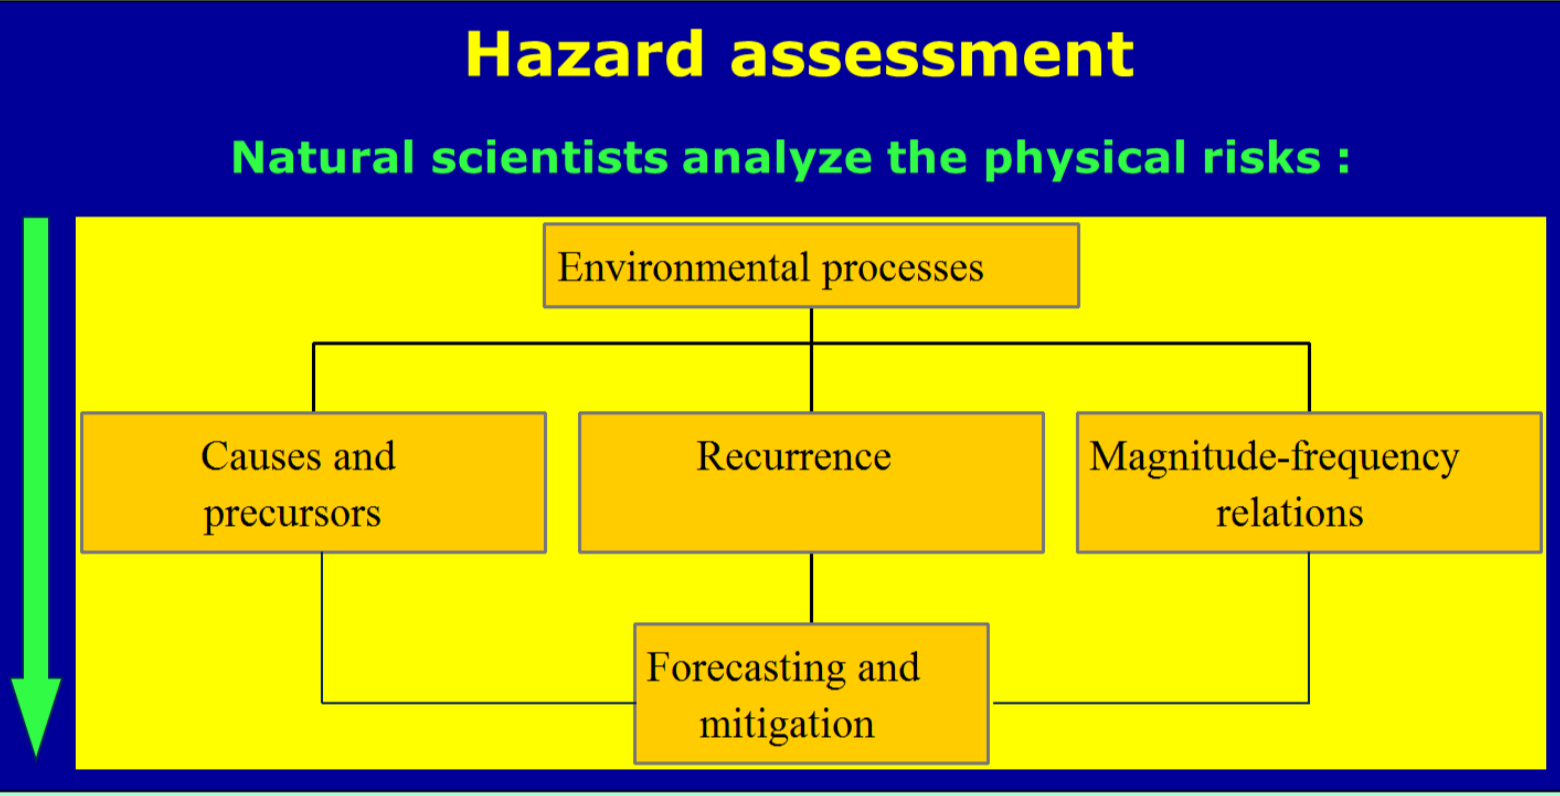 Hazard assessment
Natural scientists analyze the physical risks :
Environmental processes
Causes and
precursors
Recurrence
Magnitude-frequency
relations
Forecasting and
mitigation